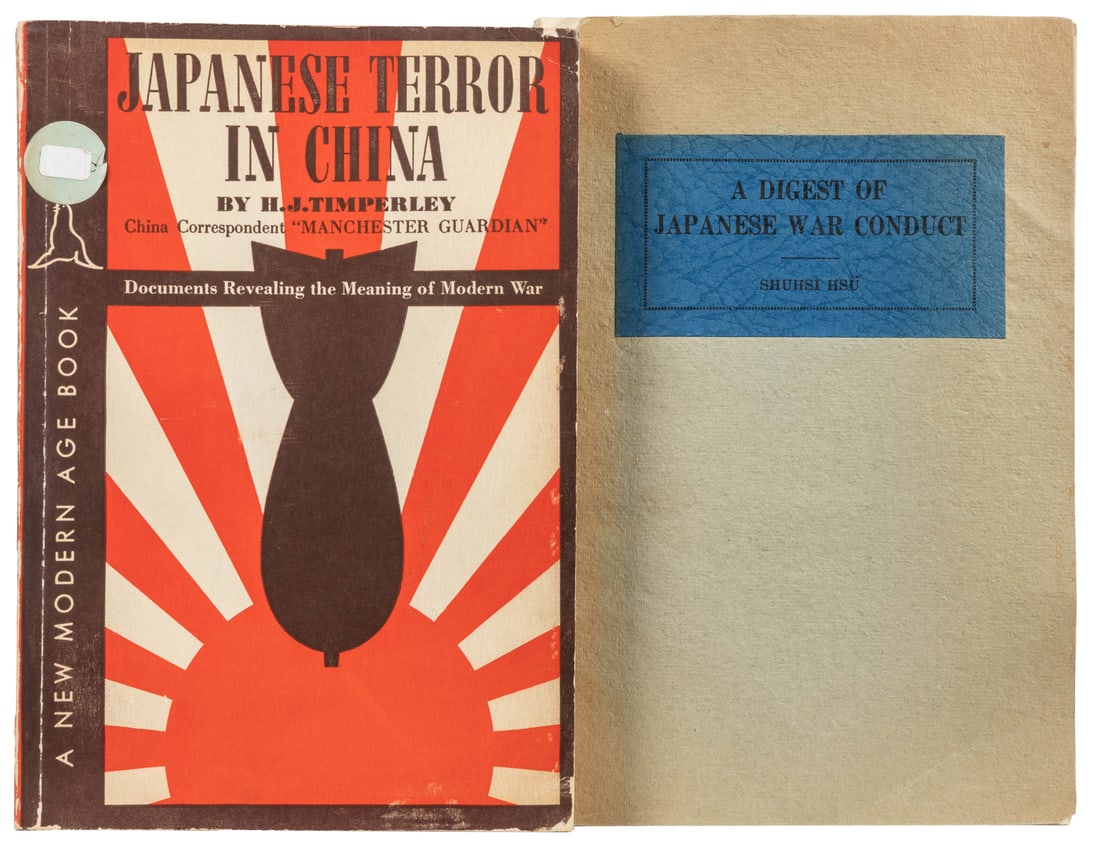 JAPANESE TERROR
IN CHINA
BY H.J.TIMPERLEY
China Correspondent "MANCHESTER GUARDIAN"
Documents Revealing the Meaning of Modern War
A NEW MODERN AGE BOOK
A DIGEST OF
JAPANESE WAR CONDUCT
SHUHSI HSÜ